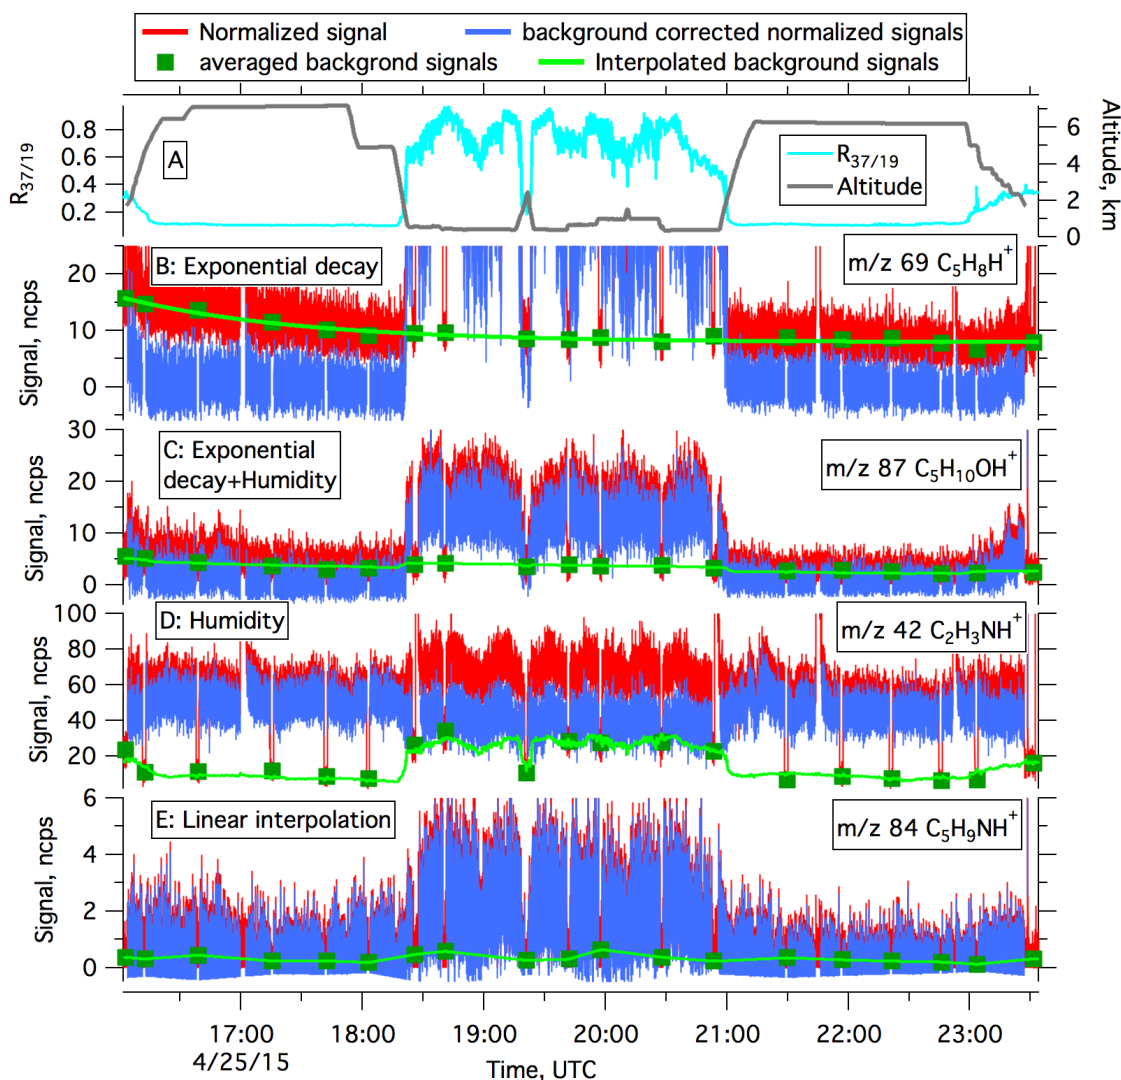 Normalized signal
background corrected normalized signals
averaged backgrond signals
Interpolated background signals
R37/19
0.8
0.6
0.4
0.2
A
R37/19
Altitude
6
4
2
0
Altitude, km
Signal, ncps
20
10
0
B: Exponential decay
m/z 69 C5H8H+
Signal, ncps
30
20
10
0
C: Exponential
decay+Humidity
m/z 87 C5H10OH+
Signal, ncps
100
80
60
40
20
D: Humidity
m/z 42 C2H3NH+
Signal, ncps
6
4
2
0
E: Linear interpolation
m/z 84 C5H9NH+
17:00
18:00
19:00
20:00
21:00
22:00
23:00
4/25/15
Time, UTC